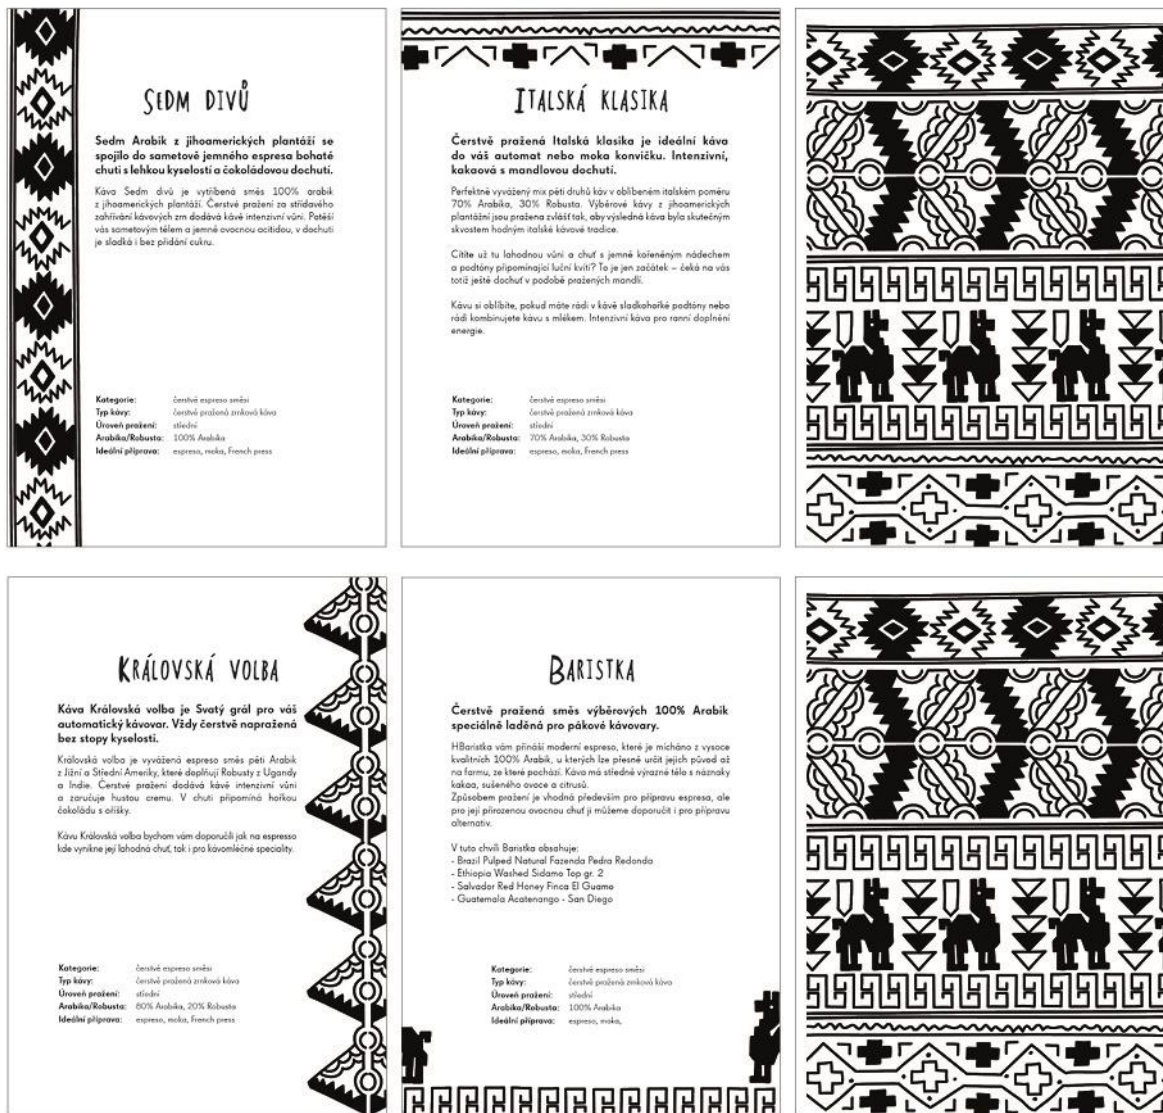 SEDM DIVŮ
Sedm Arabik z jihoamerických plantáží se
spojilo do sametově jemného espresa bohaté
chuti s lehkou kyselostí a čokoládovou dochutí.
Káva Sedm divů je vytříbená směs 100% arabik
z jihoamerických plantáží. Čerstvé pražení za střídavého
zahřívání kávových zrn dodává kávě intenzivní vůni. Potěší
vás sametovým tělem a jemně ovocnou aciditou, v dochuti
je sladká i bez přidání cukru.
Kategorie: čerstvé espreso směsi
Typ kávy: čerstvě pražená zrnková káva
Úroveň pražení: střední
Arabika/Robusta: 100% Arabika
Ideální příprava: espreso, moka, French press
ITALSKÁ KLASIKA
Čerstvě pražená Italská klasika je ideální káva
do váš automat nebo moka konvičku. Intenzivní,
kakaová s mandlovou dochutí.
Perfektně vyvážený mix pěti druhů káv v oblíbeném italském poměru
70% Arabika, 30% Robusta. Výběrové kávy z jihoamerických
plantážní jsou pražena zvlášť tak, aby výsledná káva byla skutečným
skvostem hodným italské kávové tradice.
Cítíte už tu lahodnou vůni a chuť s jemně kořeněným nádechem
a podtóny připomínající luční kvítí? To je jen začátek – čeká na vás
totiž ještě dochuť v podobě pražených mandlí.
Kávu si oblíbíte, pokud máte rádi v kávě sladkohořké podtóny nebo
rádi kombinujete kávu s mlékem. Intenzivní káva pro ranní doplnění
energie.
Kategorie: čerstvé espreso směsi
Typ kávy: čerstvě pražená zrnková káva
Úroveň pražení: střední
Arabika/Robusta: 70% Arabika, 30% Robusta
Ideální příprava: espreso, moka, French press
KRÁLOVSKÁ VOLBA
Káva Královská volba je Svatý grál pro váš
automatický kávovar. Vždy čerstvě napražená
bez stopy kyselosti.
Královská volba je vyvážená espreso směs pěti Arabik
z Jižní a Střední Ameriky, které doplňují Robusty z Ugandy
a Indie. Čerstvé pražení dodává kávě intenzivní vůni
a zaručuje hustou cremu. V chuti připomíná hořkou
čokoládu s oříšky.
Kávu Královská volba bychom vám doporučili jak na espresso
kde vynikne její lahodná chuť, tak i pro kávomléčné speciality.
Kategorie: čerstvé espreso směsi
Typ kávy: čerstvě pražená zrnková káva
Úroveň pražení: střední
Arabika/Robusta: 80% Arabika, 20% Robusta
Ideální příprava: espreso, moka, French press
BARISTKA
Čerstvě pražená směs výběrových 100% Arabik
speciálně laděná pro pákové kávovary.
HBaristka vám přináší moderní espreso, které je mícháno z vysoce
kvalitních 100% Arabik, u kterých lze přesně určit jejich původ až
na farmu, ze které pochází. Káva má středně výrazné tělo s náznaky
kakaa, sušeného ovoce a citrusů.
Způsobem pražení je vhodná především pro přípravu espresa, ale
pro její přirozenou ovocnou chuť ji můžeme doporučit i pro přípravu
alternativ.
V tuto chvíli Baristka obsahuje:
- Brazil Pulped Natural Fazenda Pedra Redonda
- Ethiopia Washed Sidamo Top gr. 2
- Salvador Red Honey Finca El Guamo
- Guatemala Acatenango - San Diego
Kategorie: čerstvé espreso směsi
Typ kávy: čerstvě pražená zrnková káva
Úroveň pražení: střední
Arabika/Robusta: 100% Arabika
Ideální příprava: espreso, moka,